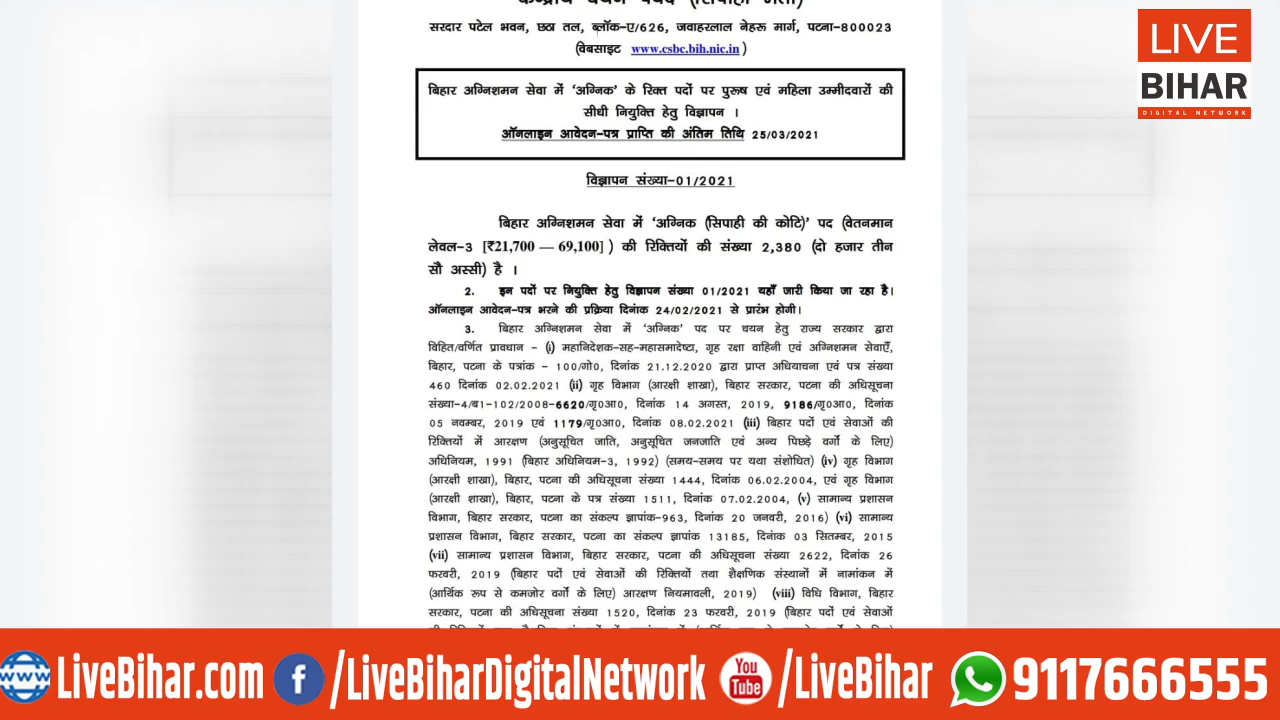 सरदार पटेल भवन, छठा तल, ब्लॉक-ए/626, जवाहरलाल नेहरू मार्ग, पटना-800023
(वेबसाइट www.csbc.bih.nic.in )
बिहार अग्निशमन सेवा में ‘अग्निक’ के रिक्त पदों पर पुरूष एवं महिला उम्मीदवारों की
सीधी नियुक्ति हेतु विज्ञापन ।
ऑनलाइन आवेदन-पत्र प्राप्ति की अंतिम तिथि 25/03/2021
विज्ञापन संख्या-01/2021
बिहार अग्निशमन सेवा में ‘अग्निक (सिपाही की कोटि)’ पद (वेतनमान
लेवल-3 [₹21,700 — 69,100] ) की रिक्तियों की संख्या 2,380 (दो हजार तीन
सौ अस्सी) है ।
2. इन पदों पर नियुक्ति हेतु विज्ञापन संख्या 01/2021 यहाँ जारी किया जा रहा है।
ऑनलाइन आवेदन-पत्र भरने की प्रक्रिया दिनांक 24/02/2021 से प्रारंभ होगी।
3. बिहार अग्निशमन सेवा में ‘अग्निक’ पद पर चयन हेतु राज्य सरकार द्वारा
विहित/वर्णित प्रावधान - (i) महानिदेशक-सह-महासमादेष्टा, गृह रक्षा वाहिनी एवं अग्निशमन सेवाएँ,
बिहार, पटना के पत्रांक - 100/गो0, दिनांक 21.12.2020 द्वारा प्राप्त अधियाचना एवं पत्र संख्या
460 दिनांक 02.02.2021 (ii) गृह विभाग (आरक्षी शाखा), बिहार सरकार, पटना की अधिसूचना
संख्या-4/ब1-102/2008-6620/गृ0आ0, दिनांक 14 अगस्त, 2019, 9186/गृ0आ0, दिनांक
05 नवम्बर, 2019 एवं 1179/गृ0आ0, दिनांक 08.02.2021 (iii) बिहार पदों एवं सेवाओं की
रिक्तियों में आरक्षण (अनुसूचित जाति, अनुसूचित जनजाति एवं अन्य पिछड़े वर्गो के लिए)
अधिनियम, 1991 (बिहार अधिनियम-3, 1992) (समय-समय पर यथा संशोधित) (iv) गृह विभाग
(आरक्षी शाखा), बिहार, पटना की अधिसूचना संख्या 1444, दिनांक 06.02.2004, एवं गृह विभाग
(आरक्षी शाखा), बिहार, पटना के पत्र संख्या 1511, दिनांक 07.02.2004, (v) सामान्य प्रशासन
विभाग, बिहार सरकार, पटना का संकल्प ज्ञापांक-963, दिनांक 20 जनवरी, 2016) (vi) सामान्य
प्रशासन विभाग, बिहार सरकार, पटना का संकल्प ज्ञापांक 13185, दिनांक 03 सितम्बर, 2015
(vii) सामान्य प्रशासन विभाग, बिहार सरकार, पटना की अधिसूचना संख्या 2622, दिनांक 26
फरवरी, 2019 (बिहार पदों एवं सेवाओं की रिक्तियों तथा शैक्षणिक संस्थानों में नामांकन में
(आर्थिक रूप से कमजोर वर्गो के लिए) आरक्षण नियमावली, 2019) (viii) विधि विभाग, बिहार
सरकार, पटना की अधिसूचना संख्या 1520, दिनांक 23 फरवरी, 2019 (बिहार पदों एवं सेवाओं
LIVE
BIHAR
DIGITAL NETWORK
LiveBihar.com
/LiveBiharDigitalNetwork
You
Tube
/LiveBihar
9117666555